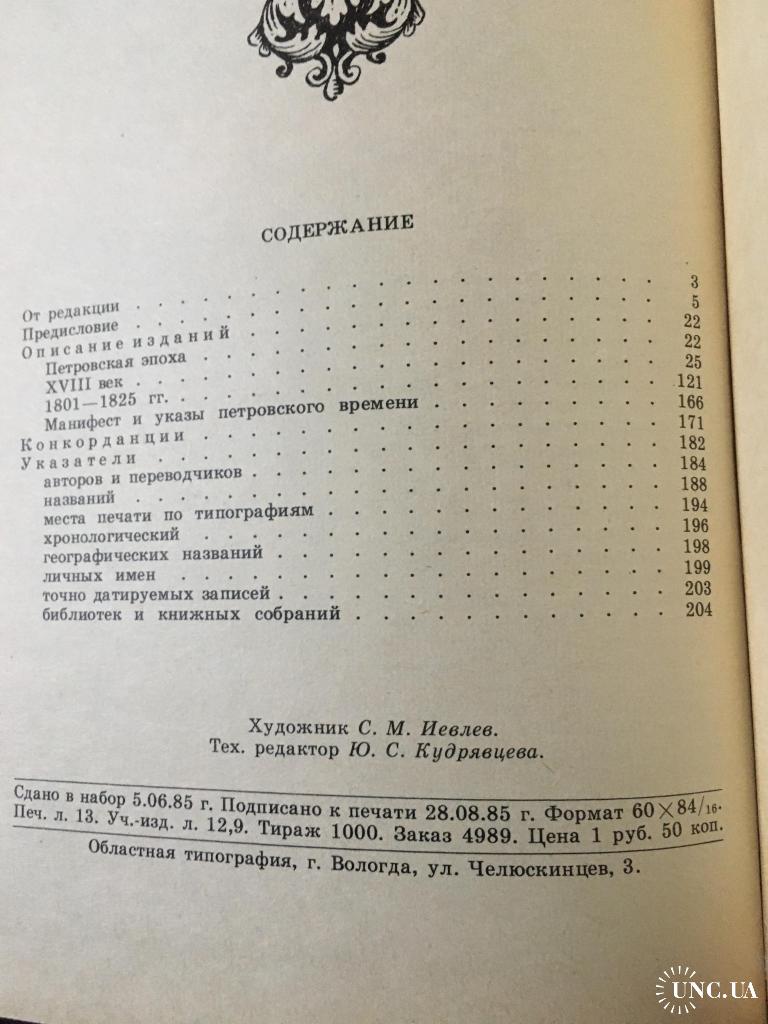 СОДЕРЖАНИЕ
От редакции . . . . . . . . . . . . . . . . . . . . 3
Предисловие . . . . . . . . . . . . . . . . . . . . 5
Описание изданий . . . . . . . . . . . . . . . . 22
Петровская эпоха . . . . . . . . . . . . . . . . 22
XVIII век . . . . . . . . . . . . . . . . . . . . 25
1801—1825 гг. . . . . . . . . . . . . . . . . . . 121
Манифест и указы петровского времени . . . . . . . . 166
Конкорданции . . . . . . . . . . . . . . . . . . 171
Указатели . . . . . . . . . . . . . . . . . . . . 182
авторов и переводчиков . . . . . . . . . . . . . . 184
названий . . . . . . . . . . . . . . . . . . . . 188
места печати по типографиям . . . . . . . . . . . . 194
хронологический . . . . . . . . . . . . . . . . . 196
географических названий . . . . . . . . . . . . . . 198
личных имен . . . . . . . . . . . . . . . . . . . 199
точно датируемых записей . . . . . . . . . . . . . 203
библиотек и книжных собраний . . . . . . . . . . . 204
Художник С. М. Иевлев.
Тех. редактор Ю. С. Кудрявцева.
Сдано в набор 5.06.85 г. Подписано к печати 28.08.85 г. Формат 60×84/16.
Печ. л. 13. Уч.-изд. л. 12,9. Тираж 1000. Заказ 4989. Цена 1 руб. 50 коп.
Областная типография, г. Вологда, ул. Челюскинцев, 3.
UNC.UA